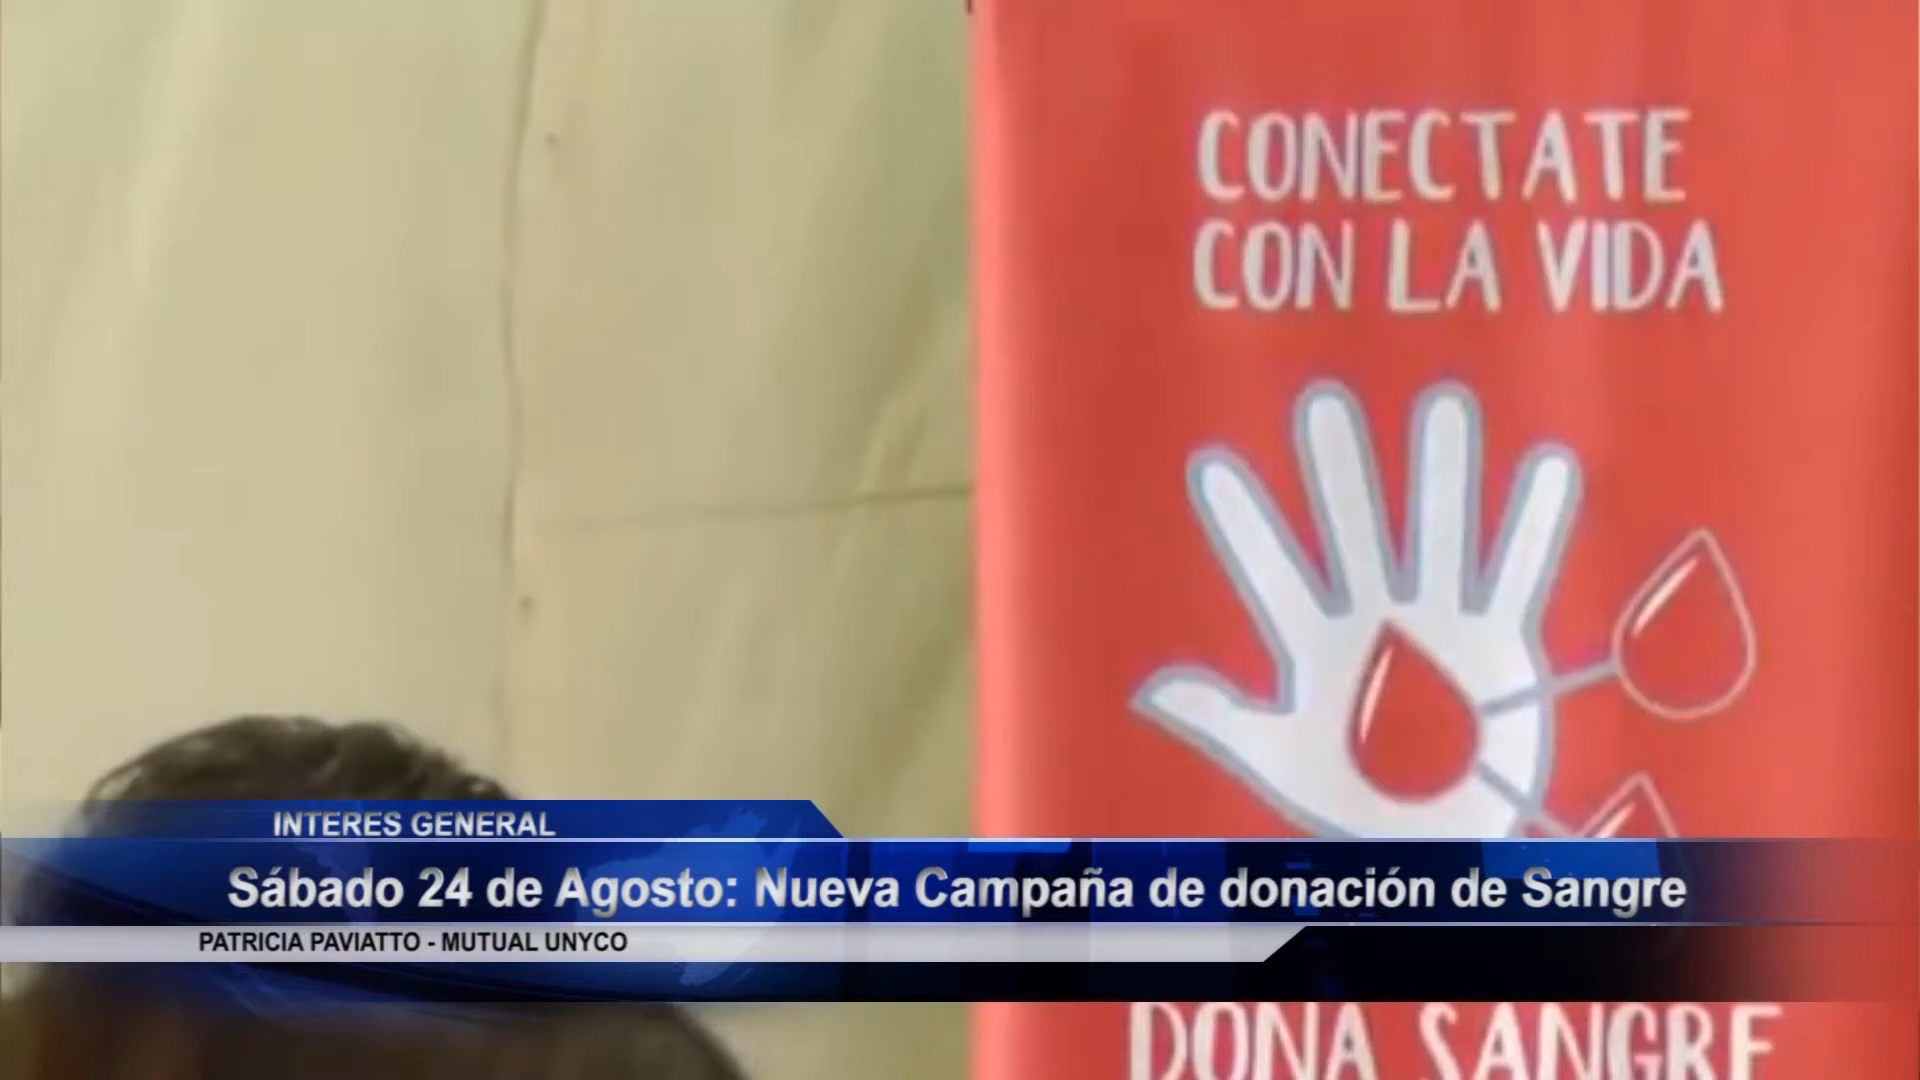 CONECTATE
CON LA VIDA
INTERES GENERAL
Sábado 24 de Agosto: Nueva Campaña de donación de Sangre
PATRICIA PAVIATTO - MUTUAL UNYCO
DONA SANGRE